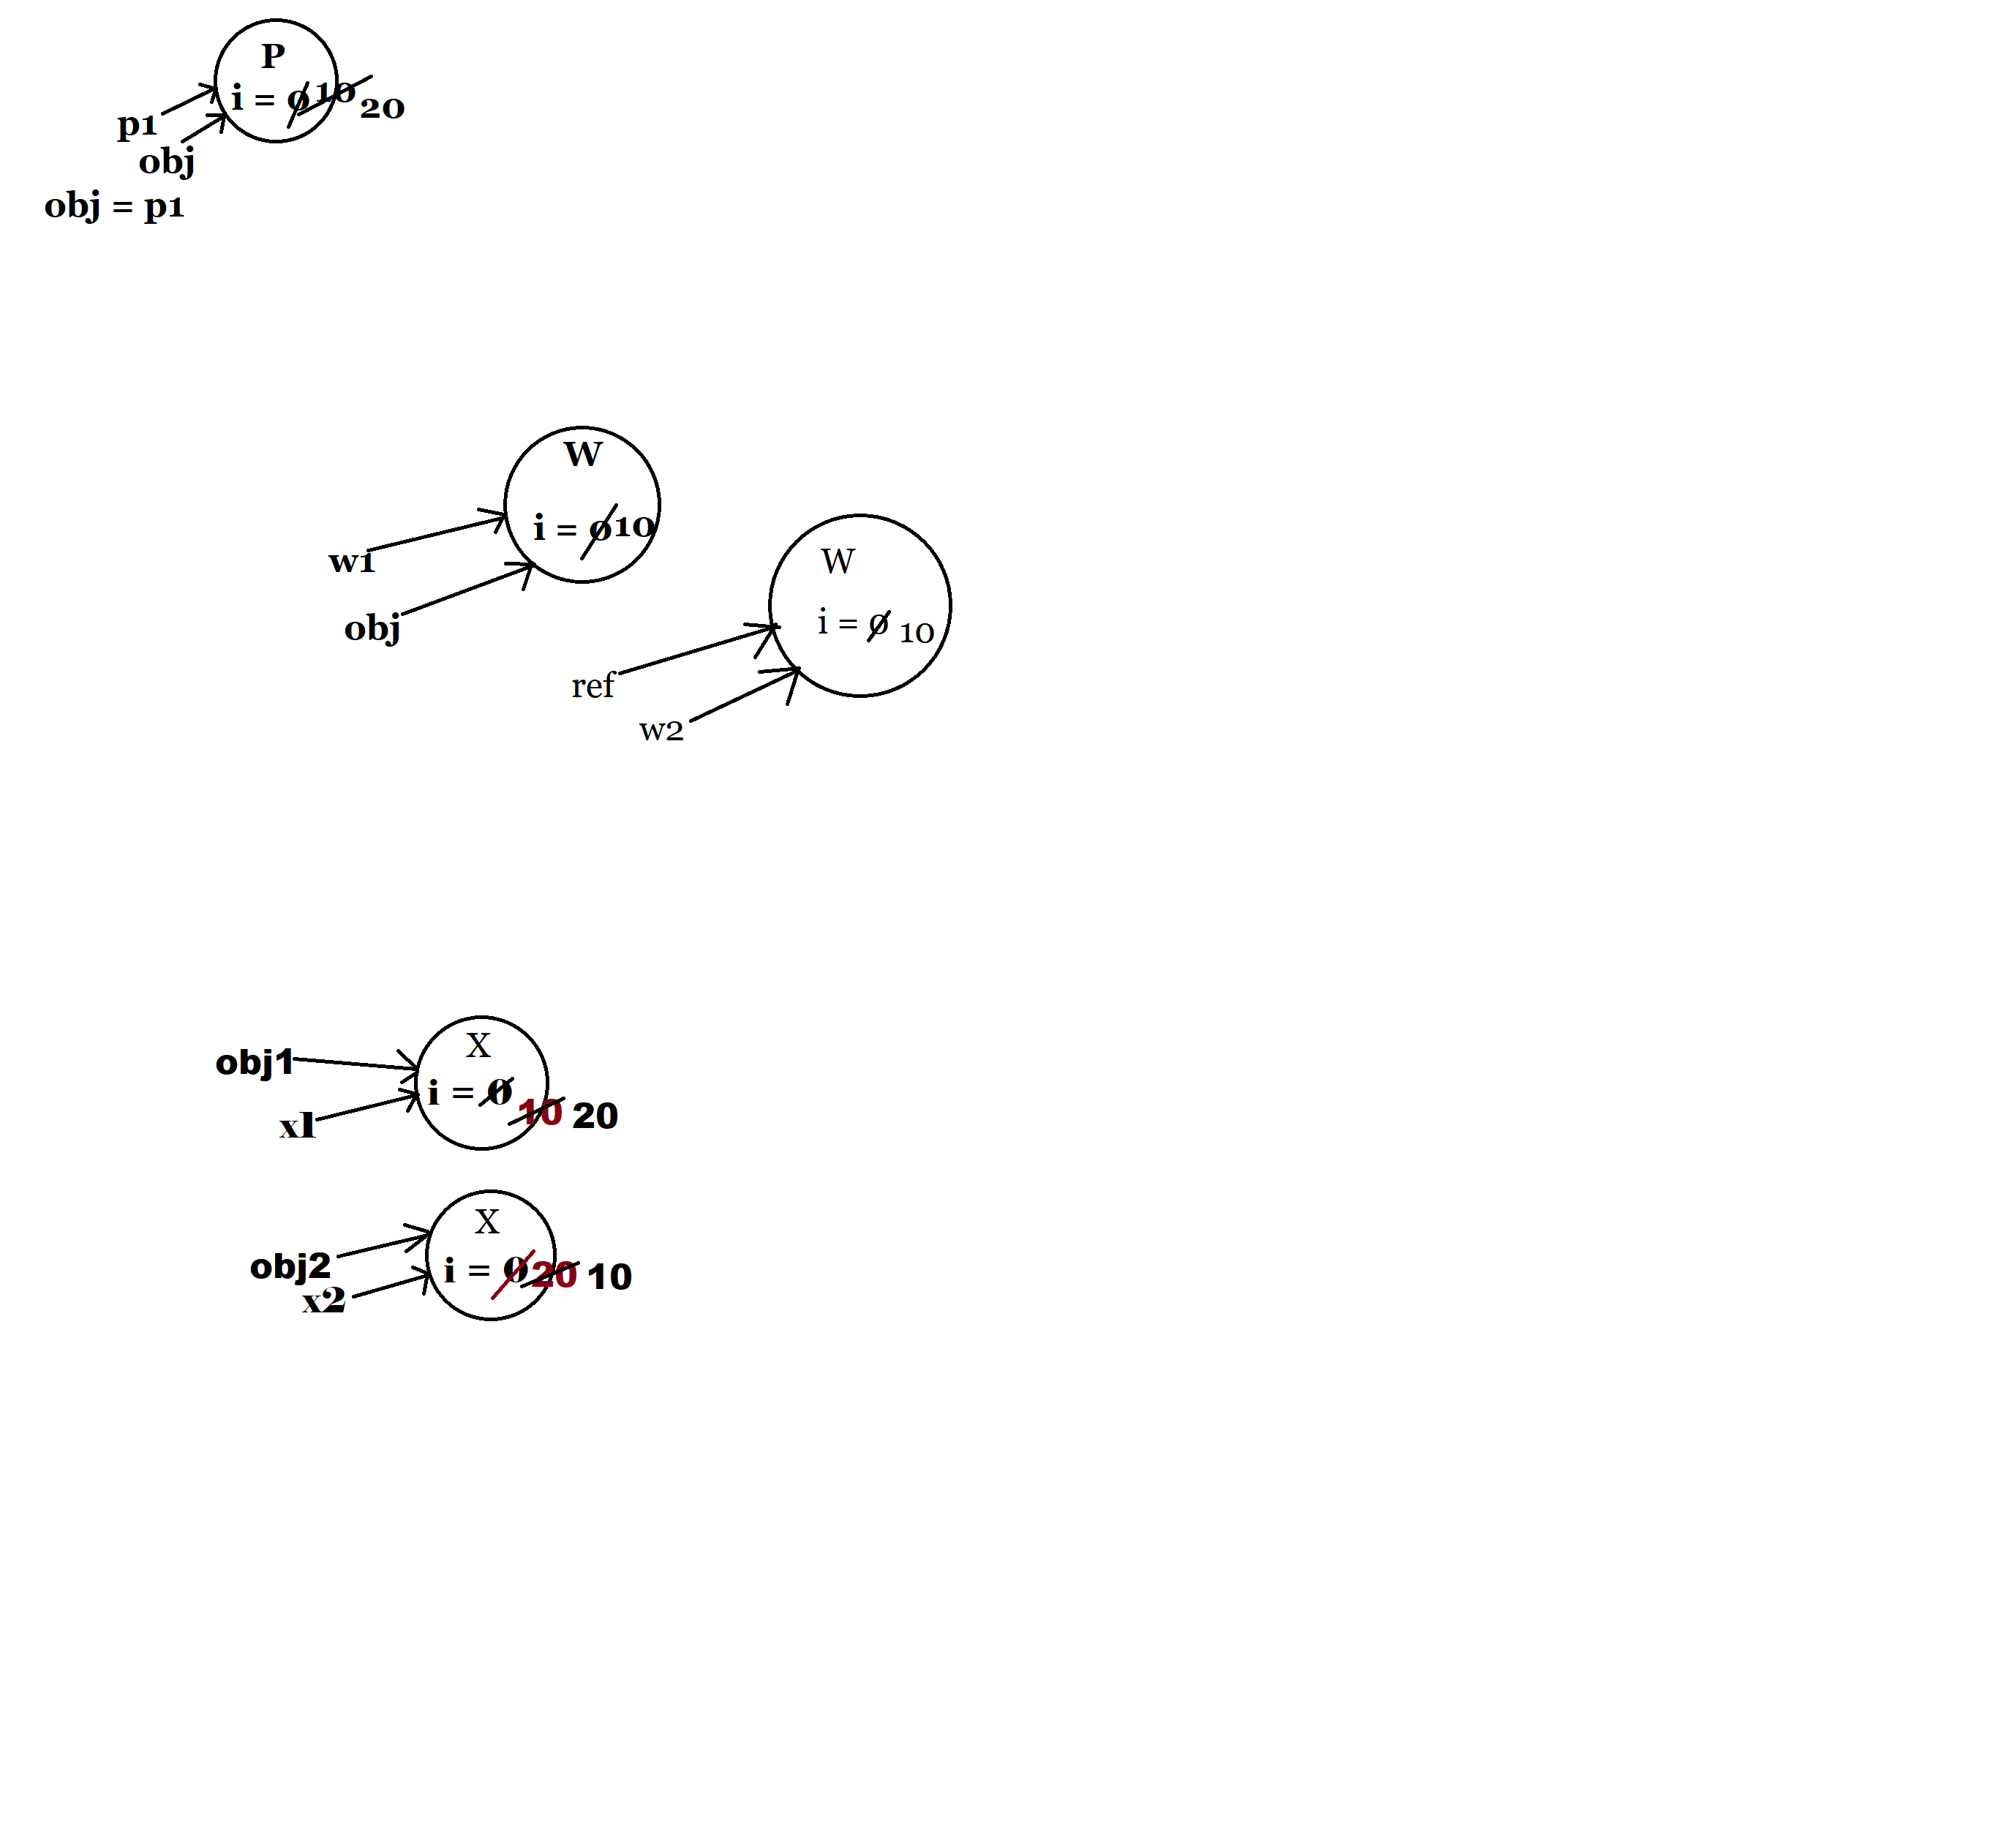 P
i = 0 10 20
p1
obj
obj = p1
W
i = 0 10
w1
obj
W
i = 0 10
ref
w2
X
obj1
i = 0 10 20
x1
X
obj2
i = 0 20 10
x2